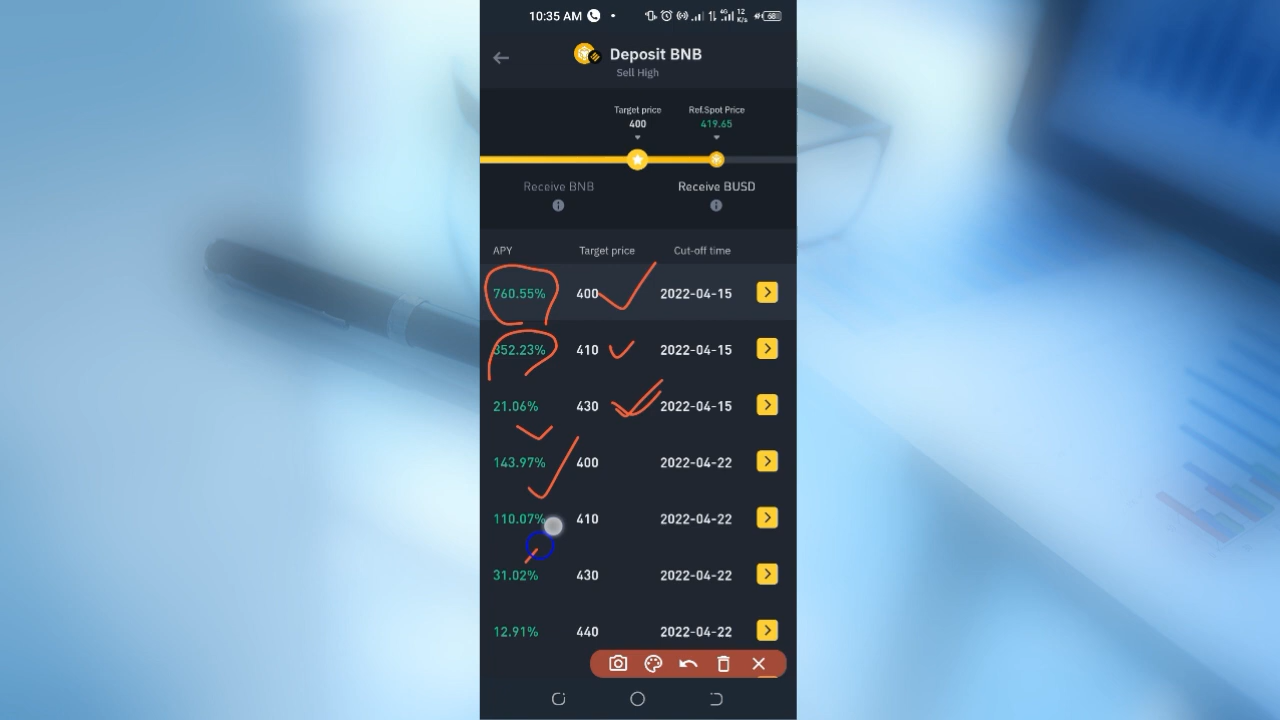 10:35 AM
4G
12
K/s
68
Deposit BNB
Sell High
Target price
400
Ref.Spot Price
419.65
Receive BNB
Receive BUSD
APY Target price Cut-off time
760.55% 400 2022-04-15
352.23% 410 2022-04-15
21.06% 430 2022-04-15
143.97% 400 2022-04-22
110.07% 410 2022-04-22
31.02% 430 2022-04-22
12.91% 440 2022-04-22